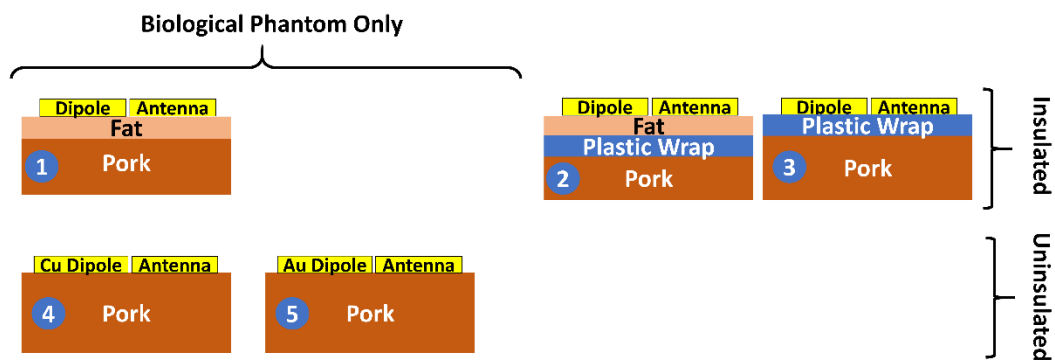 Biological Phantom Only
Dipole Antenna
Fat
1 Pork
Dipole Antenna
Fat
Plastic Wrap
2 Pork
Dipole Antenna
Plastic Wrap
3 Pork
Insulated
Cu Dipole Antenna
4 Pork
Au Dipole Antenna
5 Pork
Uninsulated